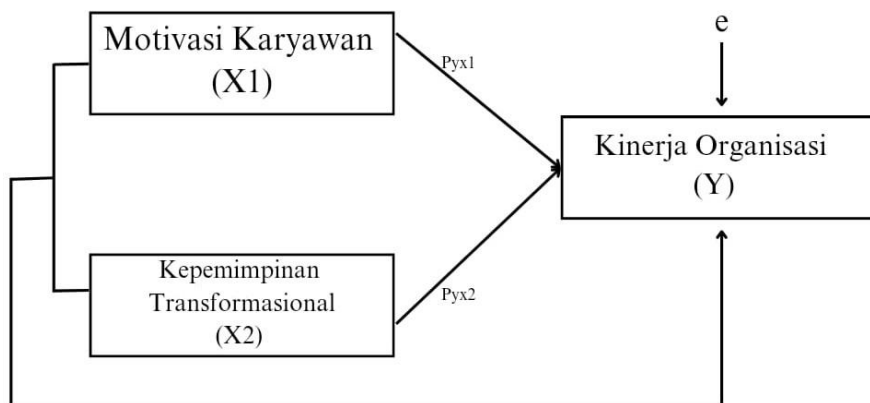 Motivasi Karyawan
(X1)
Pyx1
e
Kinerja Organisasi
(Y)
Kepemimpinan
Transformasional
(X2)
Pyx2